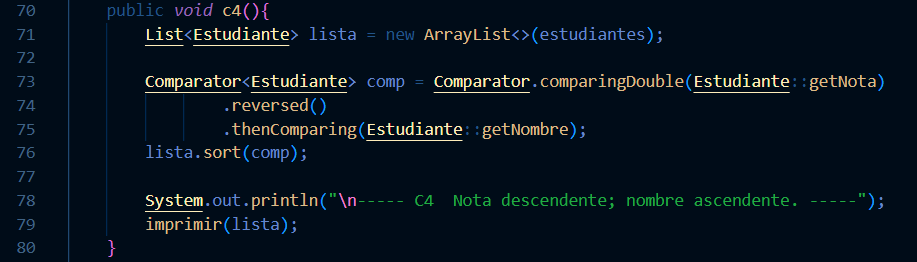 70 public void c4(){
71 List<Estudiante> lista = new ArrayList<>(estudiantes);
72
73 Comparator<Estudiante> comp = Comparator.comparingDouble(Estudiante::getNota)
74 .reversed()
75 .thenComparing(Estudiante::getNombre);
76 lista.sort(comp);
77
78 System.out.println("\n----- C4  Nota descendente; nombre ascendente. -----");
79 imprimir(lista);
80 }